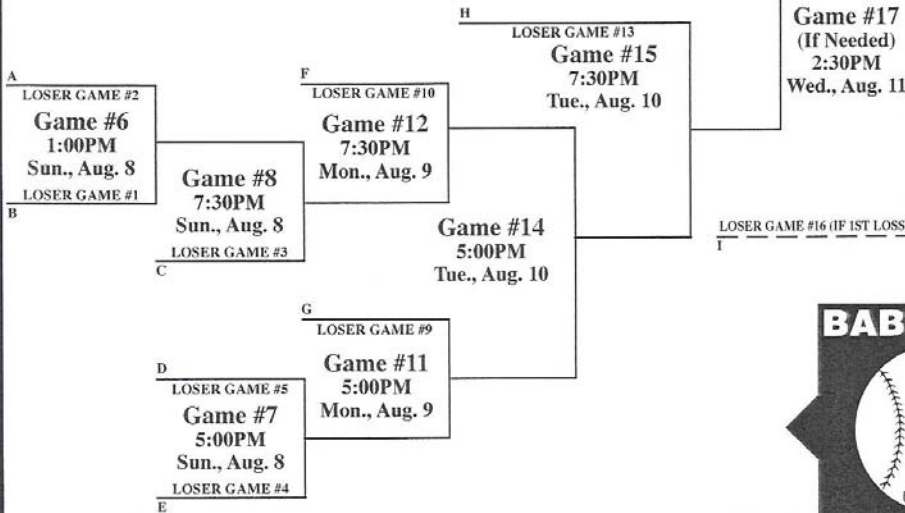 H
LOSER GAME #13
Game #15
7:30PM
Tue., Aug. 10
Game #17
(If Needed)
2:30PM
Wed., Aug. 11
A
LOSER GAME #2
Game #6
1:00PM
Sun., Aug. 8
LOSER GAME #1
B
F
LOSER GAME #10
Game #12
7:30PM
Mon., Aug. 9
Game #8
7:30PM
Sun., Aug. 8
LOSER GAME #3
C
Game #14
5:00PM
Tue., Aug. 10
LOSER GAME #16 (IF 1ST LOSS
I
G
LOSER GAME #9
Game #11
5:00PM
Mon., Aug. 9
D
LOSER GAME #5
Game #7
5:00PM
Sun., Aug. 8
LOSER GAME #4
E
BAB